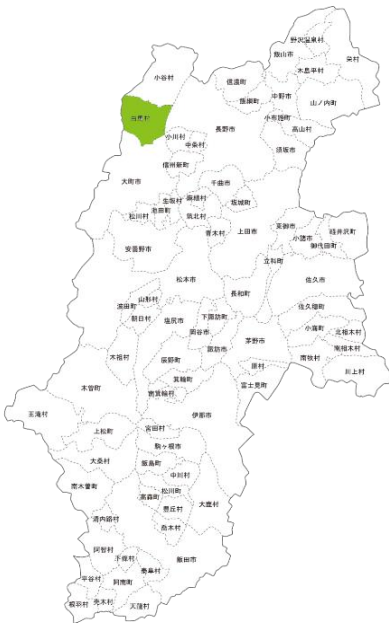 野沢温泉村
栄村
飯山市
小谷村
木島平村
信濃町
中野市
山ノ内町
飯綱町
白馬村
小布施町
長野市
高山村
小川村
中条村
須坂市
信州新町
大町市
千曲市
生坂村
麻績村
坂城町
池田町
松川村
筑北村
東御市
軽井沢町
青木村
上田市
小諸市
御代田町
安曇野市
立科町
松本市
佐久市
長和町
山形村
波田町
下諏訪町
佐久穂町
朝日村
塩尻市
岡谷市
小海町
北相木村
茅野市
木祖村
諏訪市
南相木村
辰野町
原村
南牧村
川上村
箕輪町
富士見町
木曽町
南箕輪村
王滝村
伊那市
上松町
宮田村
駒ヶ根市
大桑村
飯島町
中川村
南木曽町
松川町
高森町
大鹿村
豊丘村
清内路村
喬木村
阿智村
下條村
飯田市
泰阜村
平谷村
阿南町
根羽村
売木村
天龍村